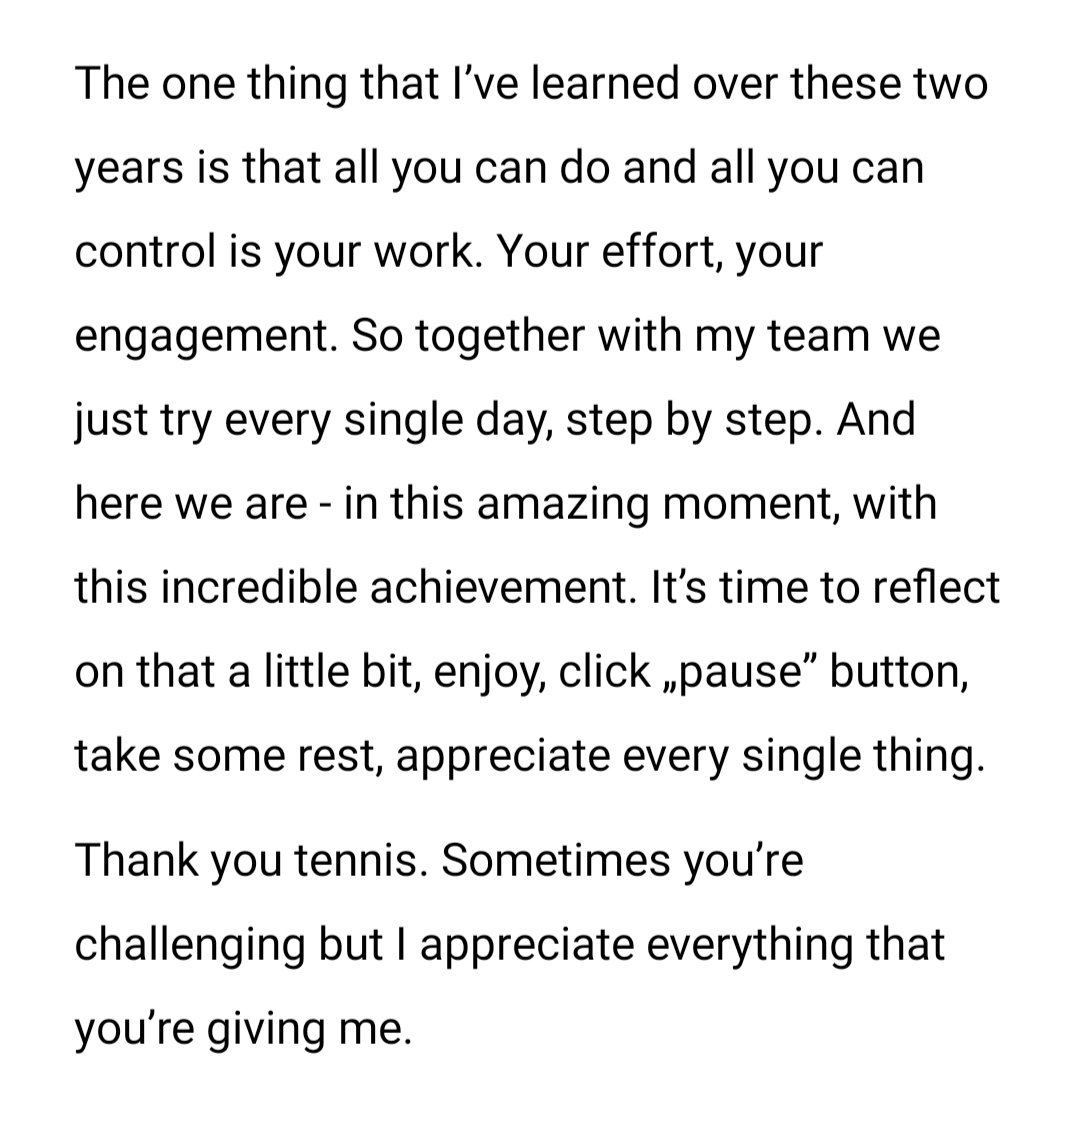 The one thing that I’ve learned over these two
years is that all you can do and all you can
control is your work. Your effort, your
engagement. So together with my team we
just try every single day, step by step. And
here we are - in this amazing moment, with
this incredible achievement. It’s time to reflect
on that a little bit, enjoy, click „pause” button,
take some rest, appreciate every single thing.
Thank you tennis. Sometimes you’re
challenging but I appreciate everything that
you’re giving me.